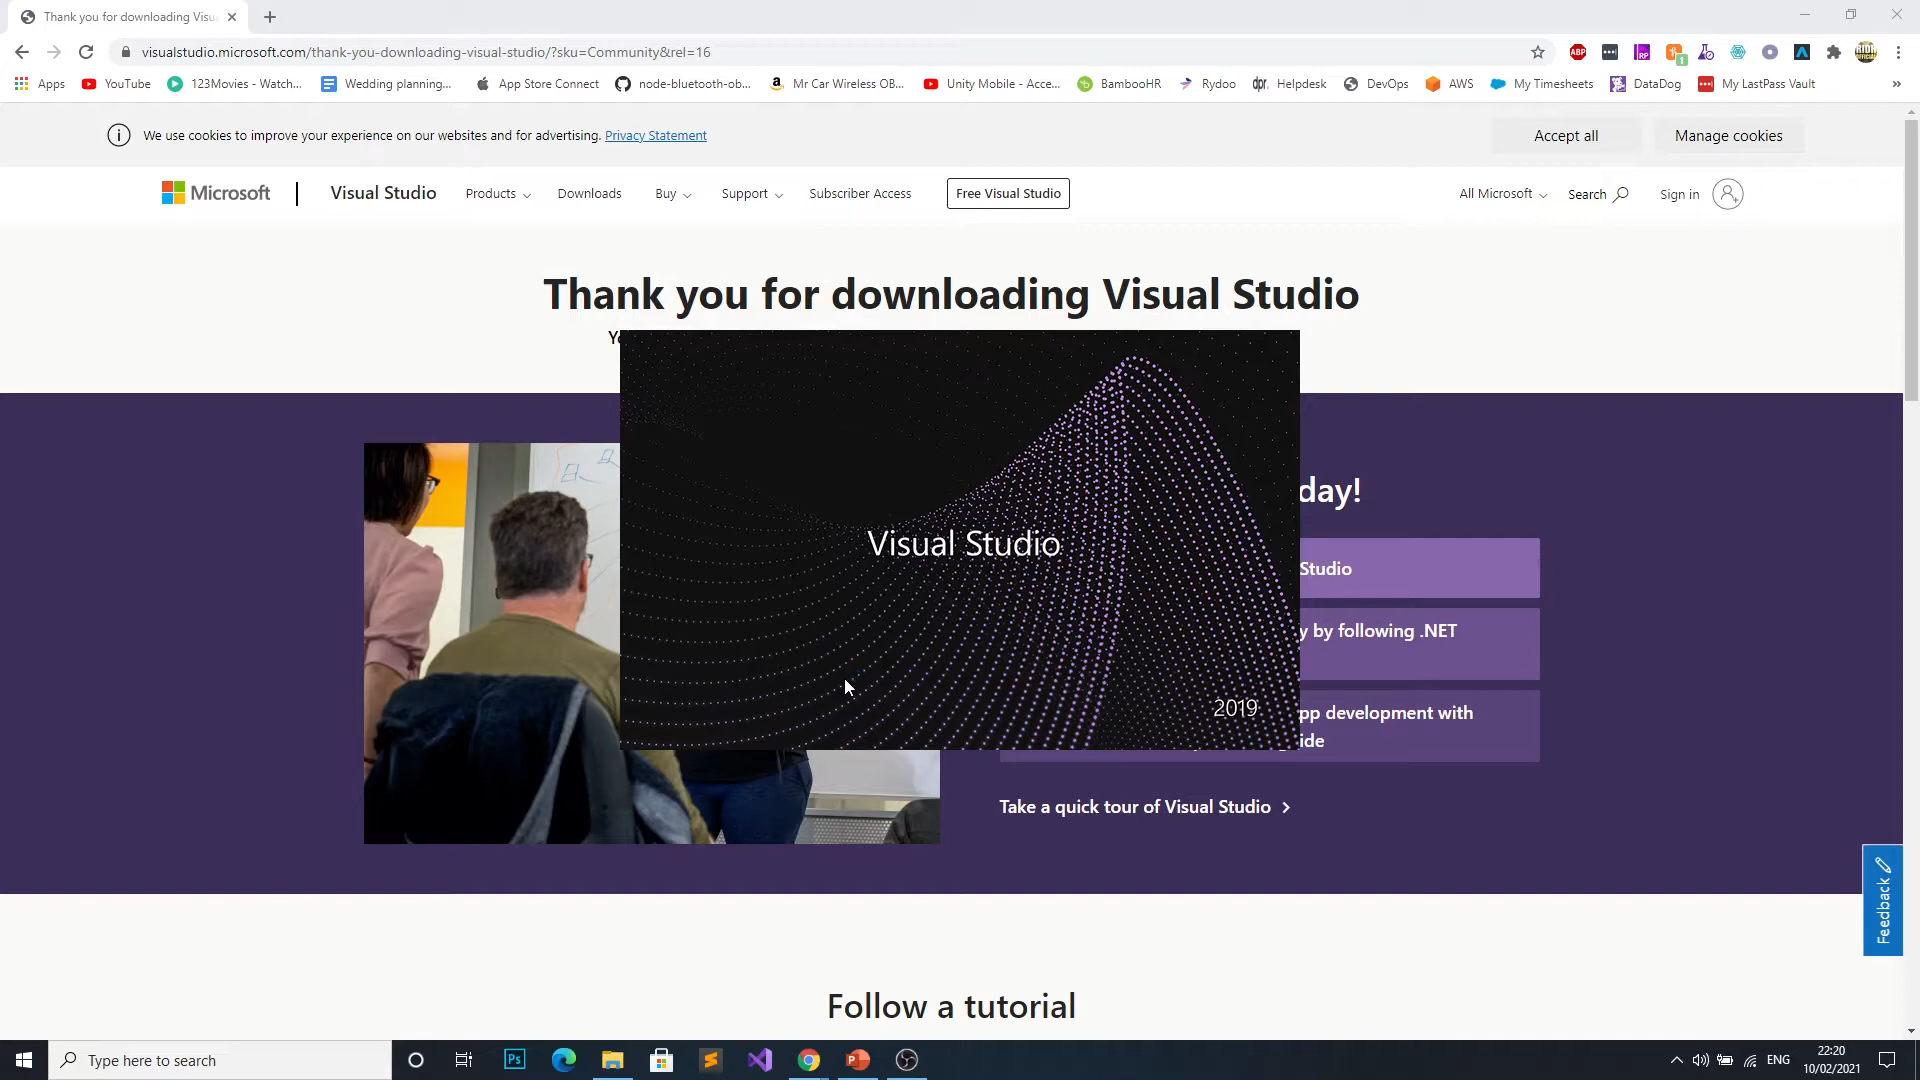 Thank you for downloading Visu
visualstudio.microsoft.com/thank-you-downloading-visual-studio/?sku=Community&rel=16
ABP
RP
1
Apps
YouTube
123Movies - Watch...
Wedding planning...
App Store Connect
node-bluetooth-ob...
Mr Car Wireless OB...
Unity Mobile - Acce...
BambooHR
Rydoo
dpr. Helpdesk
DevOps
AWS
My Timesheets
DataDog
My LastPass Vault
»
We use cookies to improve your experience on our websites and for advertising. Privacy Statement
Accept all
Manage cookies
Microsoft
Visual Studio
Products
Downloads
Buy
Support
Subscriber Access
Free Visual Studio
All Microsoft
Search
Sign in
Thank you for downloading Visual Studio
Visual Studio
2019
day!
Studio
y by following .NET
pp development with
ide
Take a quick tour of Visual Studio
Feedback
Follow a tutorial
Type here to search
Ps
ENG
22:20
10/02/2021